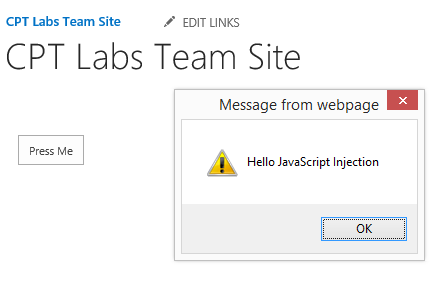 CPT Labs Team Site
EDIT LINKS
CPT Labs Team Site
Message from webpage
Press Me
Hello JavaScript Injection
OK